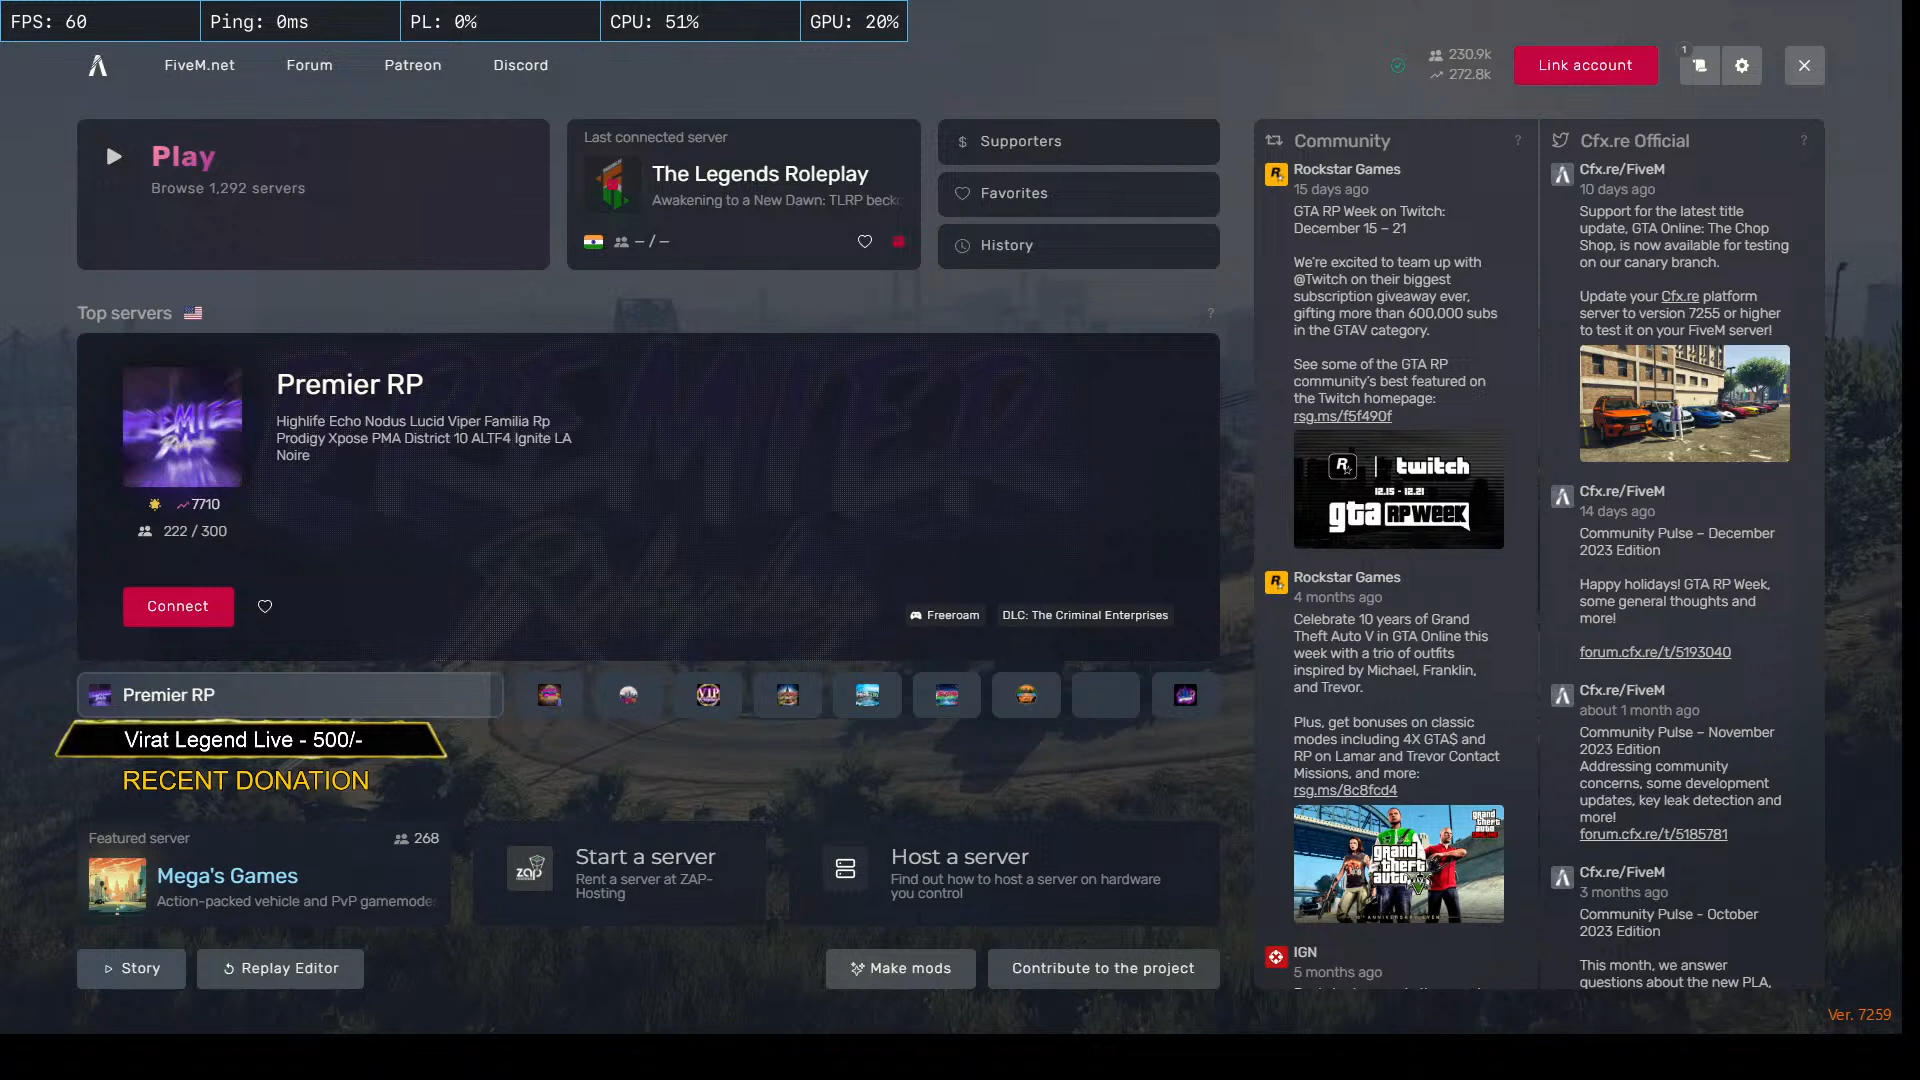 FPS: 60 Ping: 0ms PL: 0% CPU: 51% GPU: 20%
FiveM.net Forum Patreon Discord
230.9k
272.8k
Link account
1
Play
Browse 1,292 servers
Last connected server
The Legends Roleplay
Awakening to a New Dawn: TLRP beck
– / –
Supporters
Favorites
History
Top servers
?
Premier RP
Highlife Echo Nodus Lucid Viper Familia Rp
Prodigy Xpose PMA District 10 ALTF4 Ignite LA
Noire
7710
222 / 300
Connect
Freeroam
DLC: The Criminal Enterprises
Premier RP
VIP
Virat Legend Live - 500/-
RECENT DONATION
Featured server
268
Mega's Games
Action-packed vehicle and PvP gamemode
zap
Start a server
Rent a server at ZAP-
Hosting
Host a server
Find out how to host a server on hardware
you control
Story
Replay Editor
Make mods
Contribute to the project
Community
?
Rockstar Games
15 days ago
GTA RP Week on Twitch:
December 15 – 21
We're excited to team up with
@Twitch on their biggest
subscription giveaway ever,
gifting more than 600,000 subs
in the GTAV category.
See some of the GTA RP
community's best featured on
the Twitch homepage:
rsg.ms/f5f490f
R | twitch
12.15 - 12.21
gta RP WEEK
Rockstar Games
4 months ago
Celebrate 10 years of Grand
Theft Auto V in GTA Online this
week with a trio of outfits
inspired by Michael, Franklin,
and Trevor.
Plus, get bonuses on classic
modes including 4X GTA$ and
RP on Lamar and Trevor Contact
Missions, and more:
rsg.ms/8c8fcd4
grand
theft
auto
IGN
5 months ago
Cfx.re Official
?
Cfx.re/FiveM
10 days ago
Support for the latest title
update, GTA Online: The Chop
Shop, is now available for testing
on our canary branch.
Update your Cfx.re platform
server to version 7255 or higher
to test it on your FiveM server!
Cfx.re/FiveM
14 days ago
Community Pulse – December
2023 Edition
Happy holidays! GTA RP Week,
some general thoughts and
more!
forum.cfx.re/t/5193040
Cfx.re/FiveM
about 1 month ago
Community Pulse – November
2023 Edition
Addressing community
concerns, some development
updates, key leak detection and
more!
forum.cfx.re/t/5185781
Cfx.re/FiveM
3 months ago
Community Pulse - October
2023 Edition
This month, we answer
questions about the new PLA,
Ver. 7259